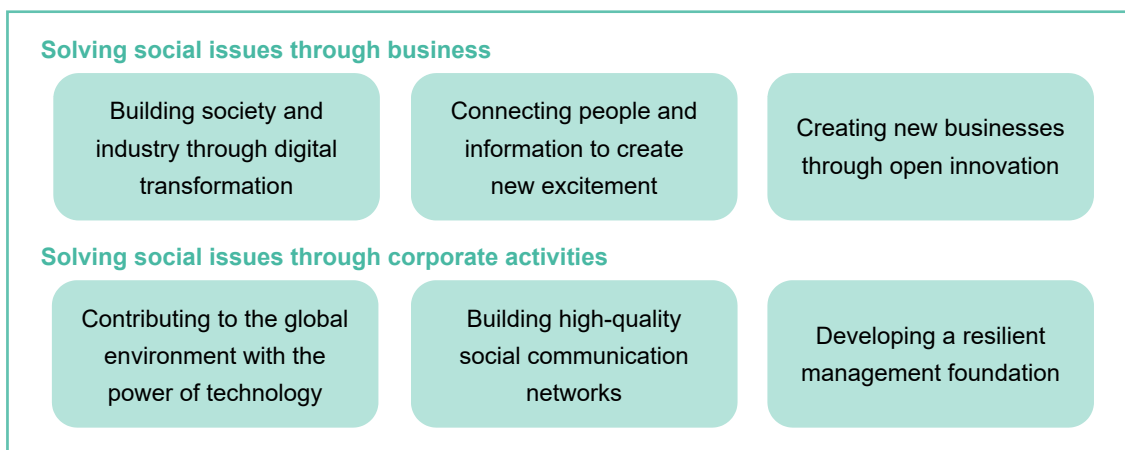 Solving social issues through business
Building society and
industry through digital
transformation
Connecting people and
information to create
new excitement
Creating new businesses
through open innovation
Solving social issues through corporate activities
Contributing to the global
environment with the
power of technology
Building high-quality
social communication
networks
Developing a resilient
management foundation